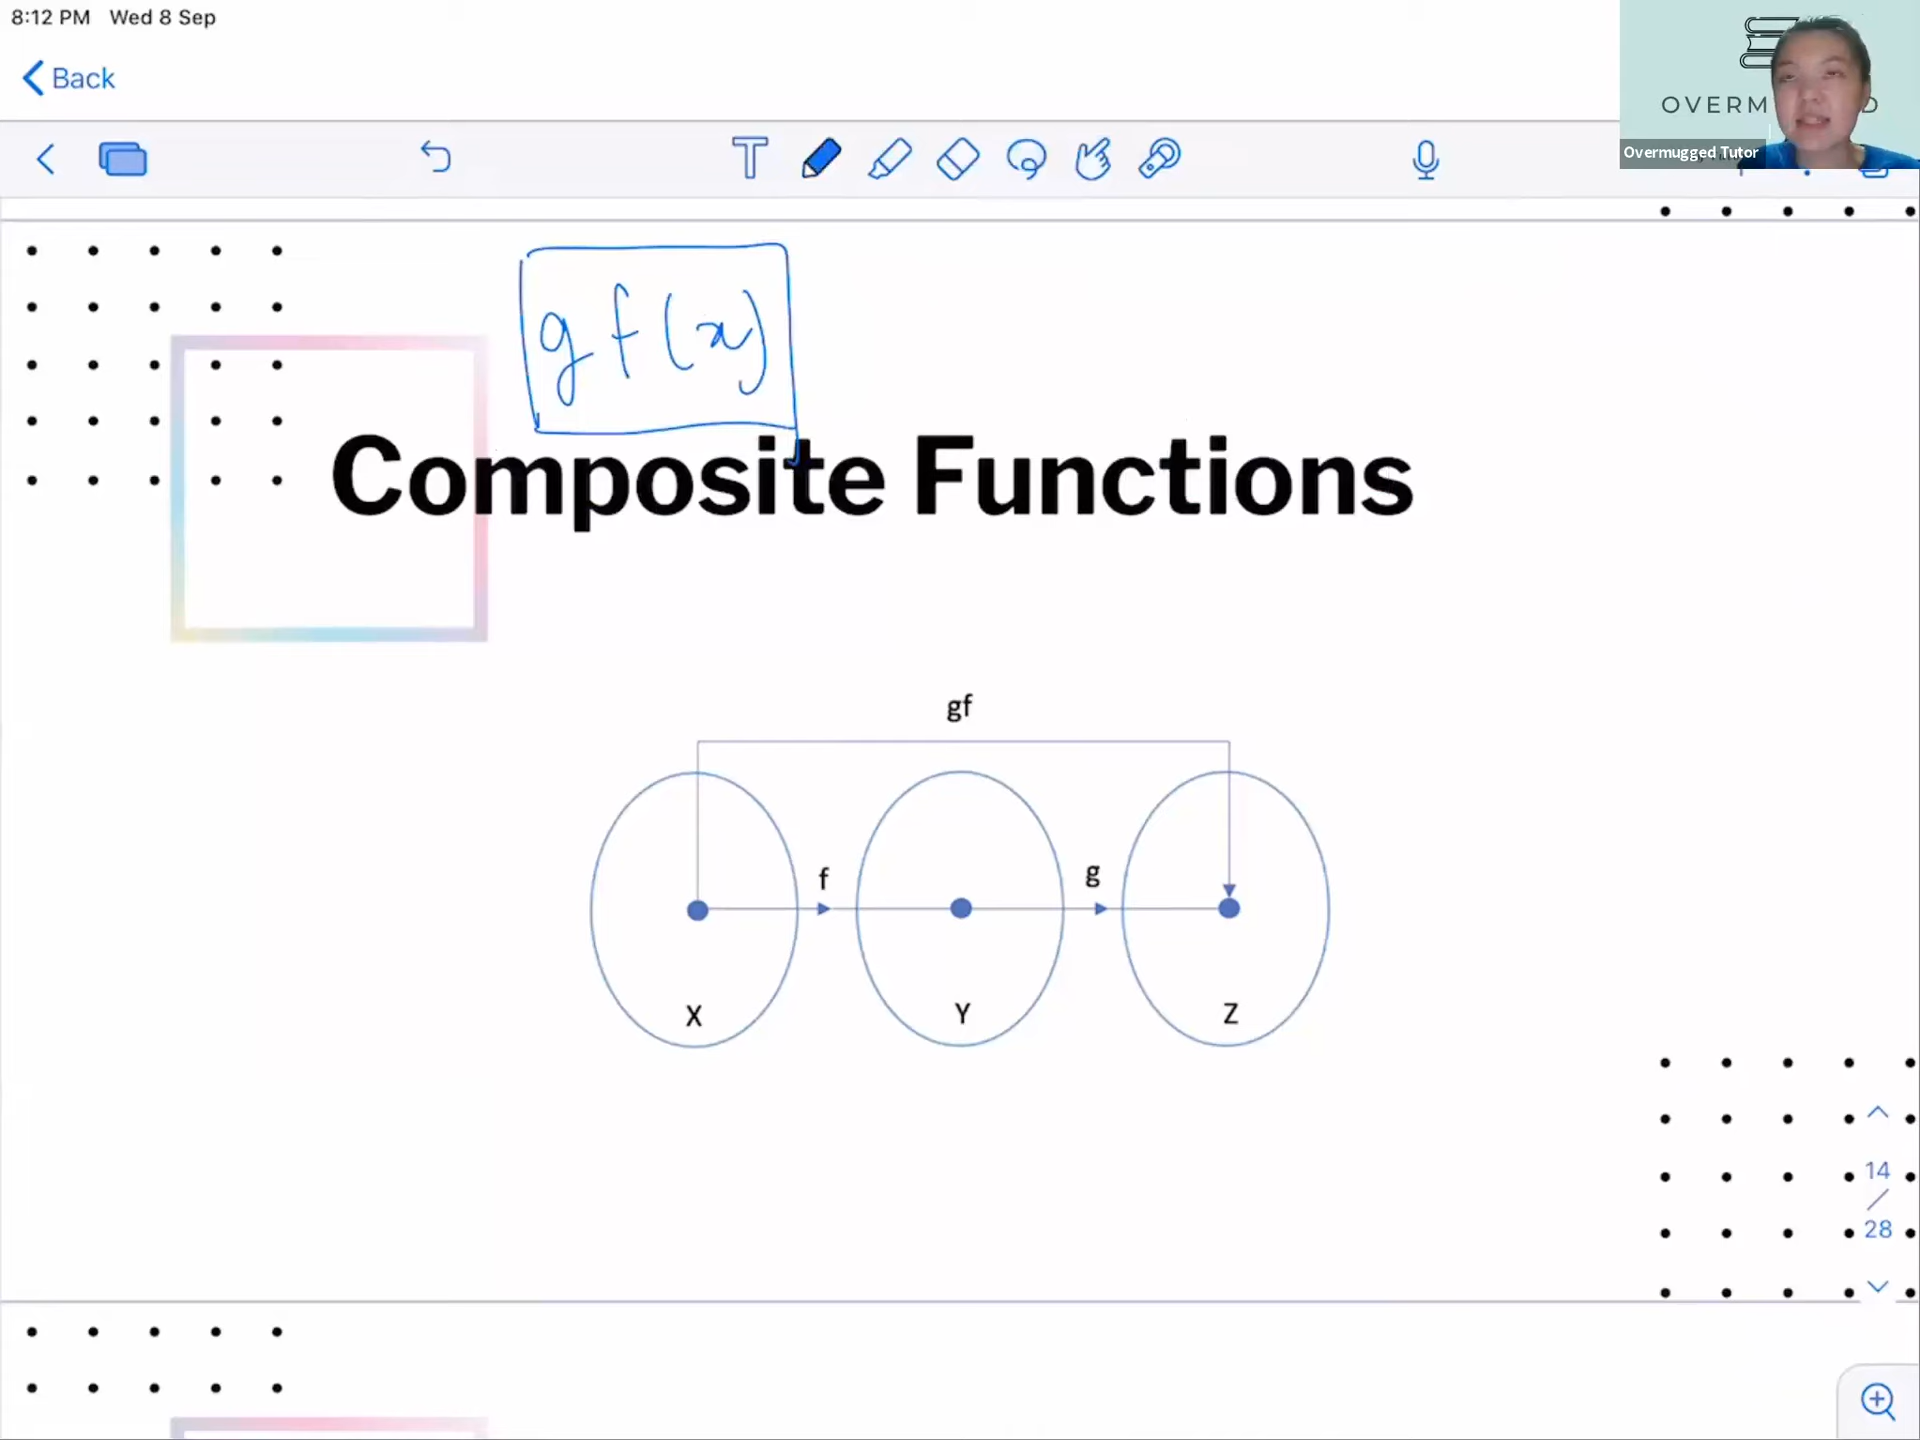 8:12 PM Wed 8 Sep
Back
T
OVERM D
Overmugged Tutor
gf(x)
Composite Functions
gf
f
g
X
Y
Z
14
/
28